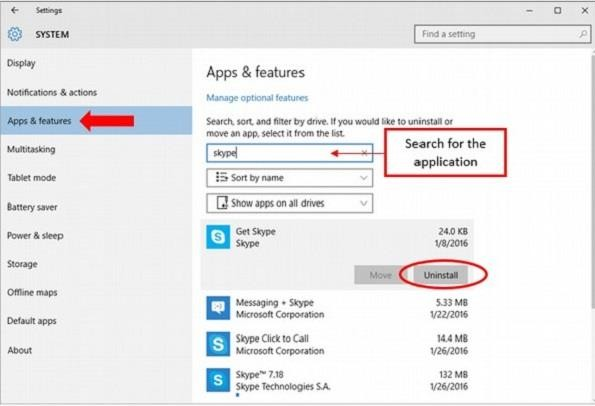 Settings
SYSTEM
Find a setting
Display
Notifications & actions
Apps & features
Multitasking
Tablet mode
Battery saver
Power & sleep
Storage
Offline maps
Default apps
About
Apps & features
Manage optional features
Search, sort, and filter by drive. If you would like to uninstall or
move an app, select it from the list.
skype
Search for the
application
Sort by name
Show apps on all drives
Get Skype 24.0 KB
Skype 1/8/2016
Move Uninstall
Messaging + Skype 5.33 MB
Microsoft Corporation 1/22/2016
Skype Click to Call 14.4 MB
Microsoft Corporation 1/26/2016
Skype™ 7.18 132 MB
Skype Technologies S.A. 1/26/2016